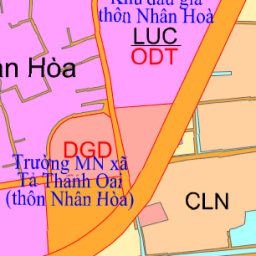 Khu đấu giá
thôn Nhân Hoà
LUC
ODT
Hòa
DGD
Trường MN xã
Tả Thanh Oai
(thôn Nhân Hòa)
CLN